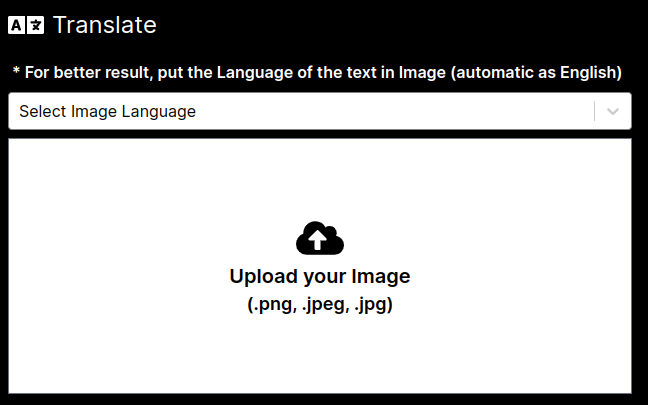 A 文 Translate
* For better result, put the Language of the text in Image (automatic as English)
Select Image Language
Upload your Image
(.png, .jpeg, .jpg)